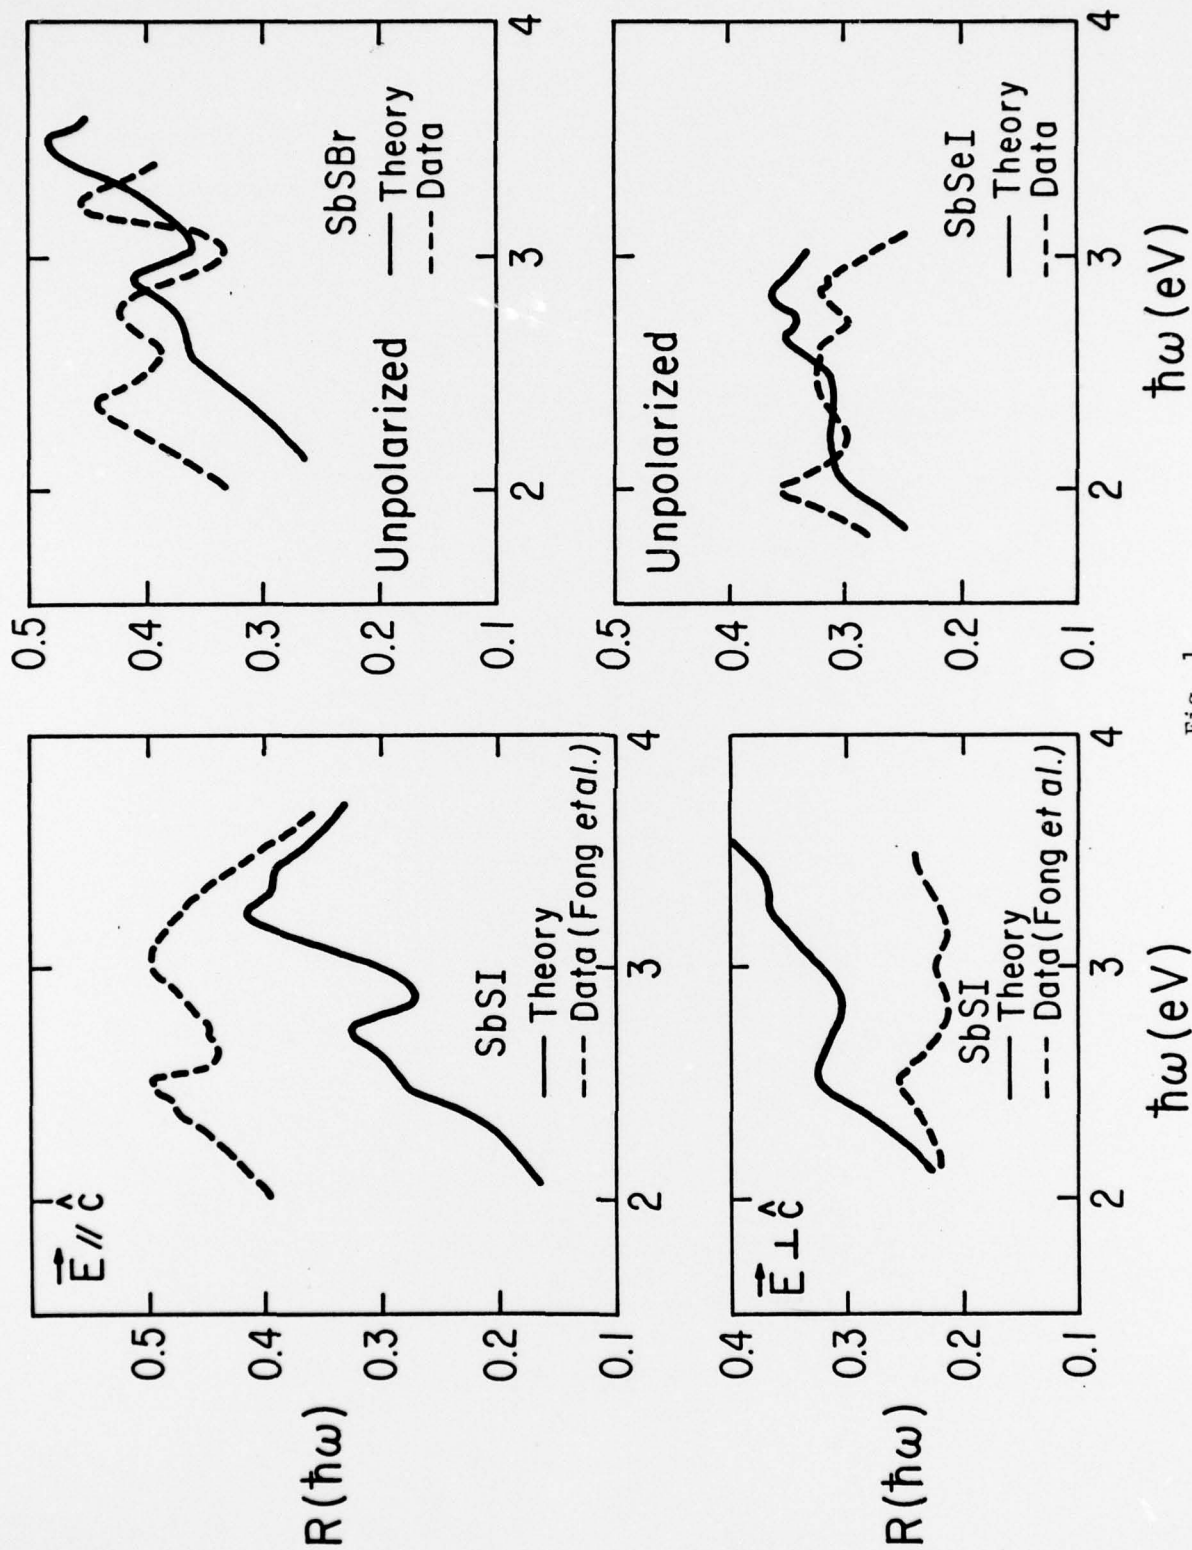 R(ħω)
0.5
0.4
0.3
0.2
0.1
E⃗ // ĉ
SbSI
— Theory
--- Data (Fong et al.)
2 3 4
0.5
0.4
0.3
0.2
0.1
SbSBr
— Theory
--- Data
Unpolarized
2 3 4
R(ħω)
0.4
0.3
0.2
0.1
E⃗ ⊥ ĉ
SbSI
— Theory
--- Data (Fong et al.)
2 3 4
ħω (eV)
0.5
0.4
0.3
0.2
0.1
Unpolarized
SbSeI
— Theory
--- Data
2 3 4
ħω (eV)
Fig. 1